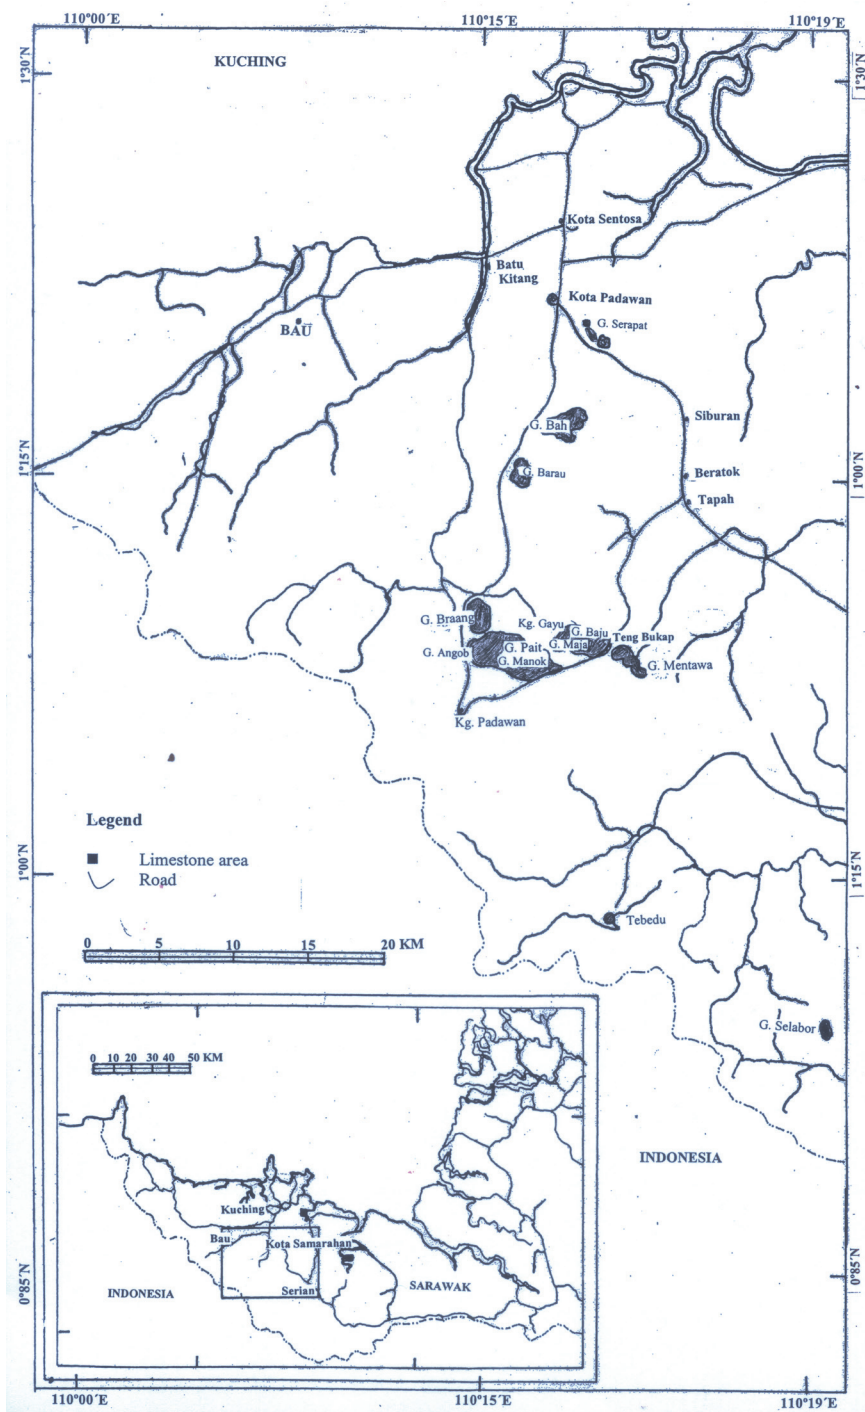 110°00´E
110°15´E
110°19´E
1°30´N
1°30´N
KUCHING
Kota Sentosa
Batu
Kitang
Kota Padawan
BAU
G. Serapat
Siburan
G. Bah
G. Barau
Beratok
Tapah
1°15´N
1°00´N
G. Braang
Kg. Gayu
G. Baju
Teng Bukap
G. Angob
G. Pait
G. Maja
G. Manok
G. Mentawa
Kg. Padawan
Legend
Limestone area
Road
1°00´N
1°15´N
Tebedu
0 5 10 15 20 KM
G. Selabor
0 10 20 30 40 50 KM
INDONESIA
Kuching
Bau
Kota Samarahan
INDONESIA
Serian
SARAWAK
0°85´N
0°85´N
110°00´E
110°15´E
110°19´E